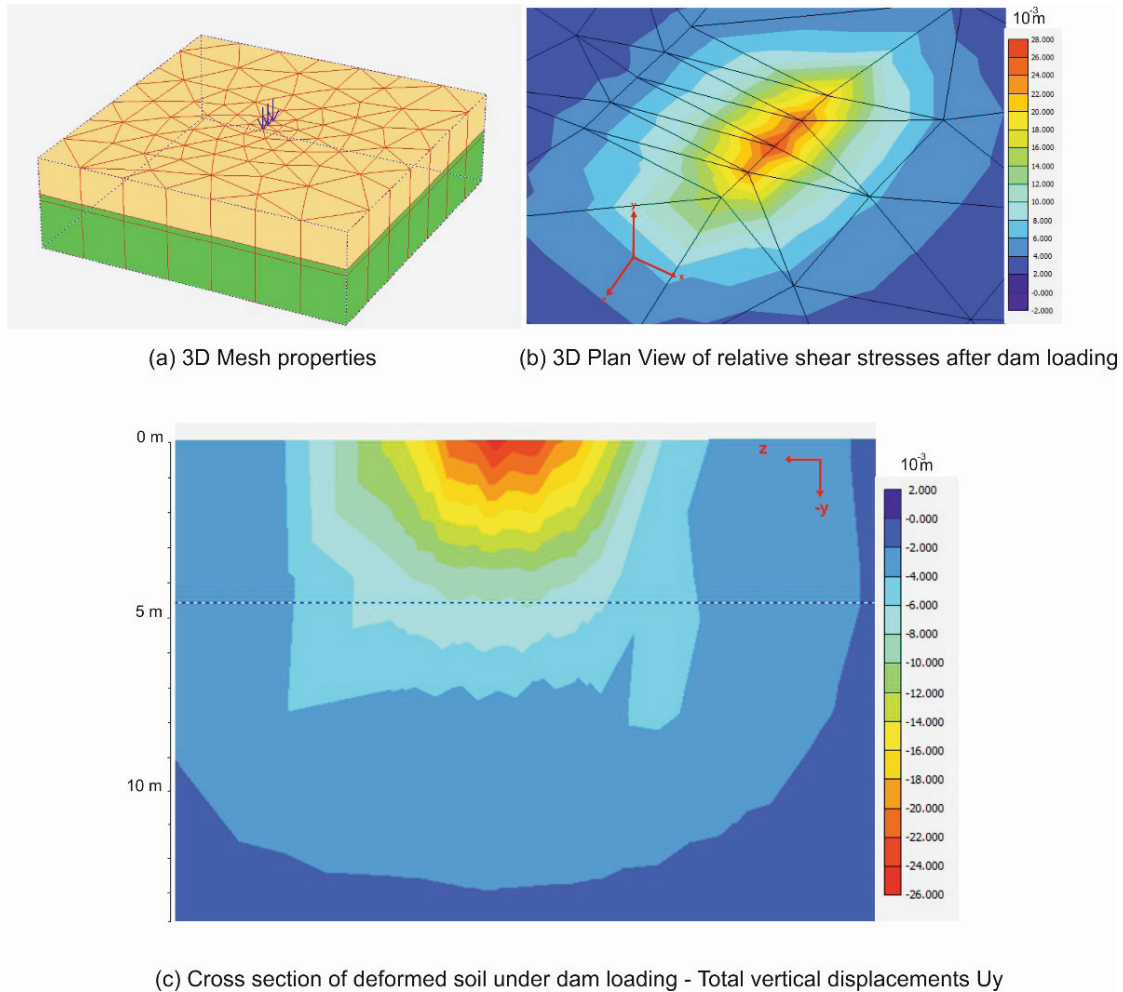 10⁻³m
28.000
26.000
24.000
22.000
20.000
18.000
16.000
14.000
12.000
10.000
8.000
6.000
4.000
2.000
-0.000
-2.000
y
x
z
(a) 3D Mesh properties
(b) 3D Plan View of relative shear stresses after dam loading
0 m
5 m
10 m
z
-y
10⁻³m
2.000
-0.000
-2.000
-4.000
-6.000
-8.000
-10.000
-12.000
-14.000
-16.000
-18.000
-20.000
-22.000
-24.000
-26.000
(c) Cross section of deformed soil under dam loading - Total vertical displacements Uy